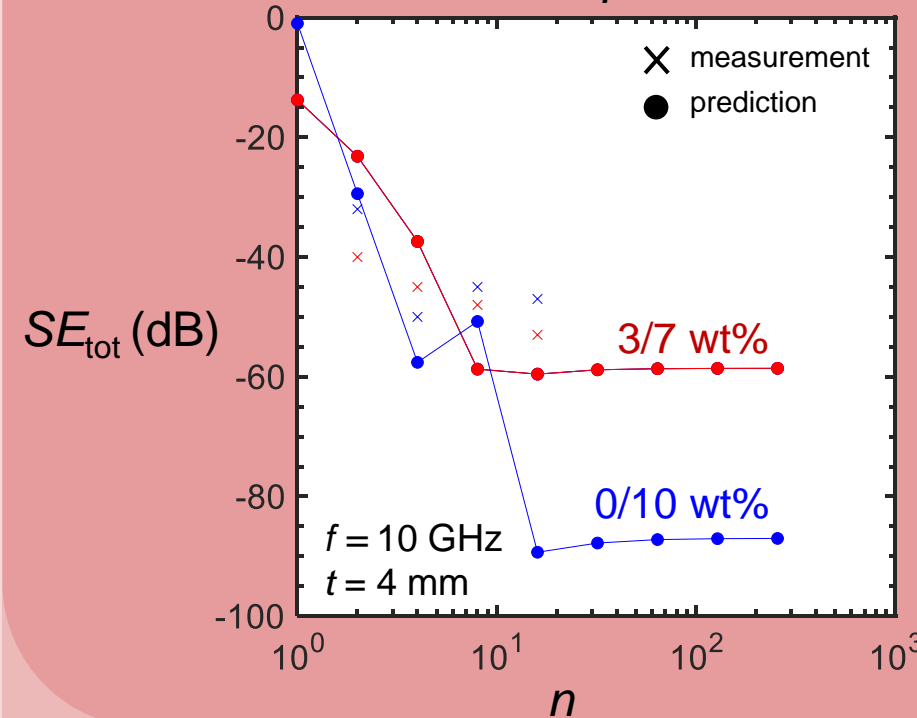 0
-20
-40
-60
-80
-100
SE_tot (dB)
× measurement
● prediction
3/7 wt%
0/10 wt%
f = 10 GHz
t = 4 mm
10^0 10^1 10^2 10^3
n